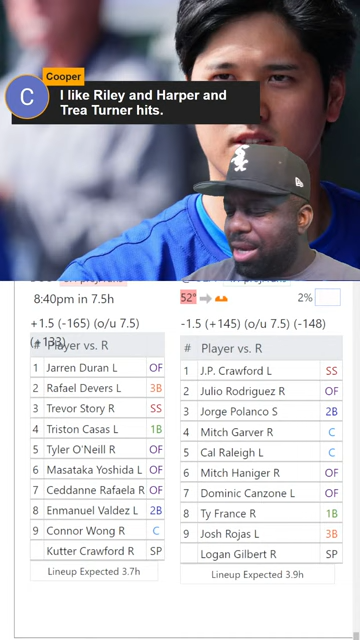 Cooper
C
I like Riley and Harper and
Trea Turner hits.
8:40pm in 7.5h
52°
2%
+1.5 (-165) (o/u 7.5)
(+133)
-1.5 (+145) (o/u 7.5) (-148)
# Player vs. R
1 Jarren Duran L OF
2 Rafael Devers L 3B
3 Trevor Story R SS
4 Triston Casas L 1B
5 Tyler O'Neill R OF
6 Masataka Yoshida L OF
7 Ceddanne Rafaela R OF
8 Enmanuel Valdez L 2B
9 Connor Wong R C
Kutter Crawford R SP
Lineup Expected 3.7h
# Player vs. R
1 J.P. Crawford L SS
2 Julio Rodriguez R OF
3 Jorge Polanco S 2B
4 Mitch Garver R C
5 Cal Raleigh L C
6 Mitch Haniger R OF
7 Dominic Canzone L OF
8 Ty France R 1B
9 Josh Rojas L 3B
Logan Gilbert R SP
Lineup Expected 3.9h